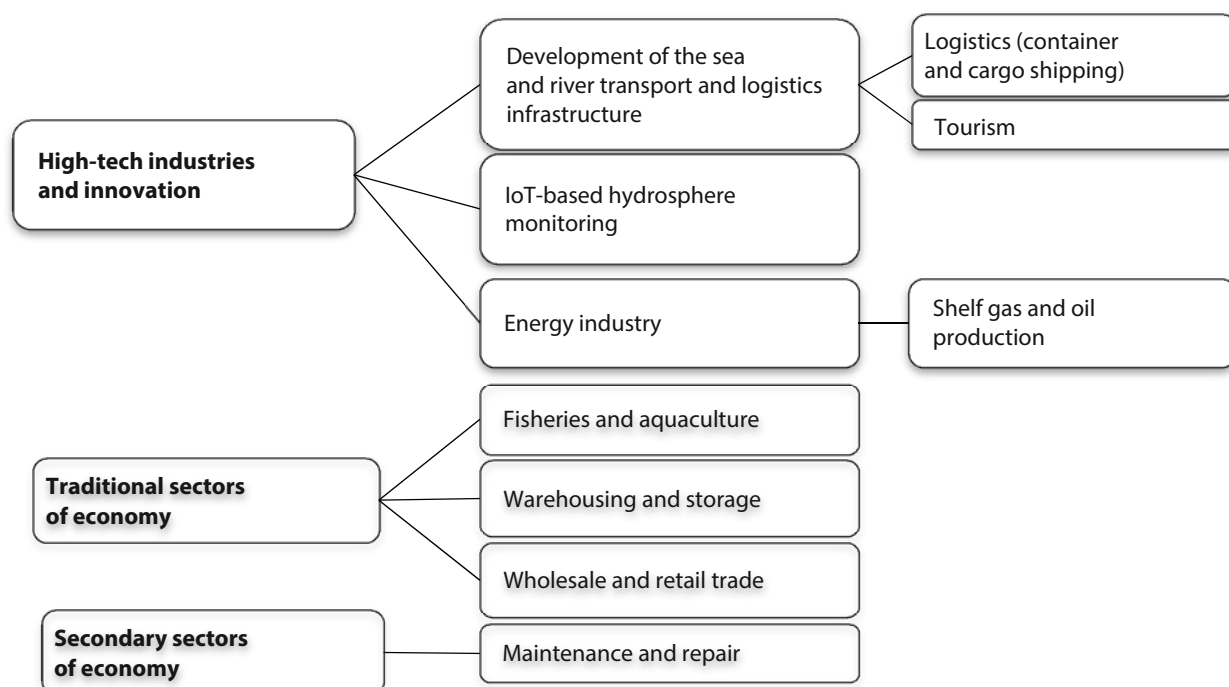 High-tech industries
and innovation
Development of the sea
and river transport and logistics
infrastructure
Logistics (container
and cargo shipping)
Tourism
IoT-based hydrosphere
monitoring
Energy industry
Shelf gas and oil
production
Traditional sectors
of economy
Fisheries and aquaculture
Warehousing and storage
Wholesale and retail trade
Secondary sectors
of economy
Maintenance and repair